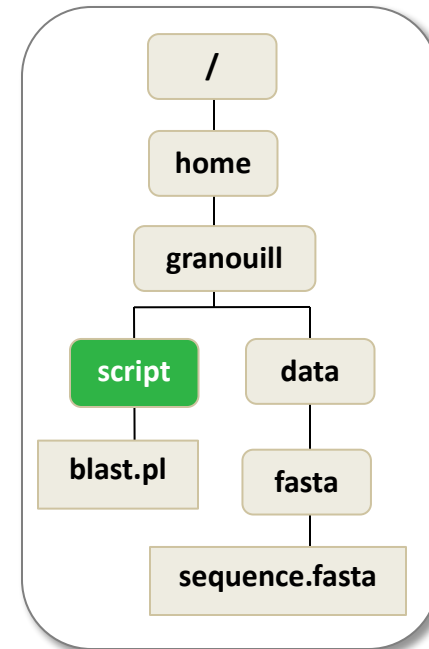 /
home
granouill
script
data
blast.pl
fasta
sequence.fasta